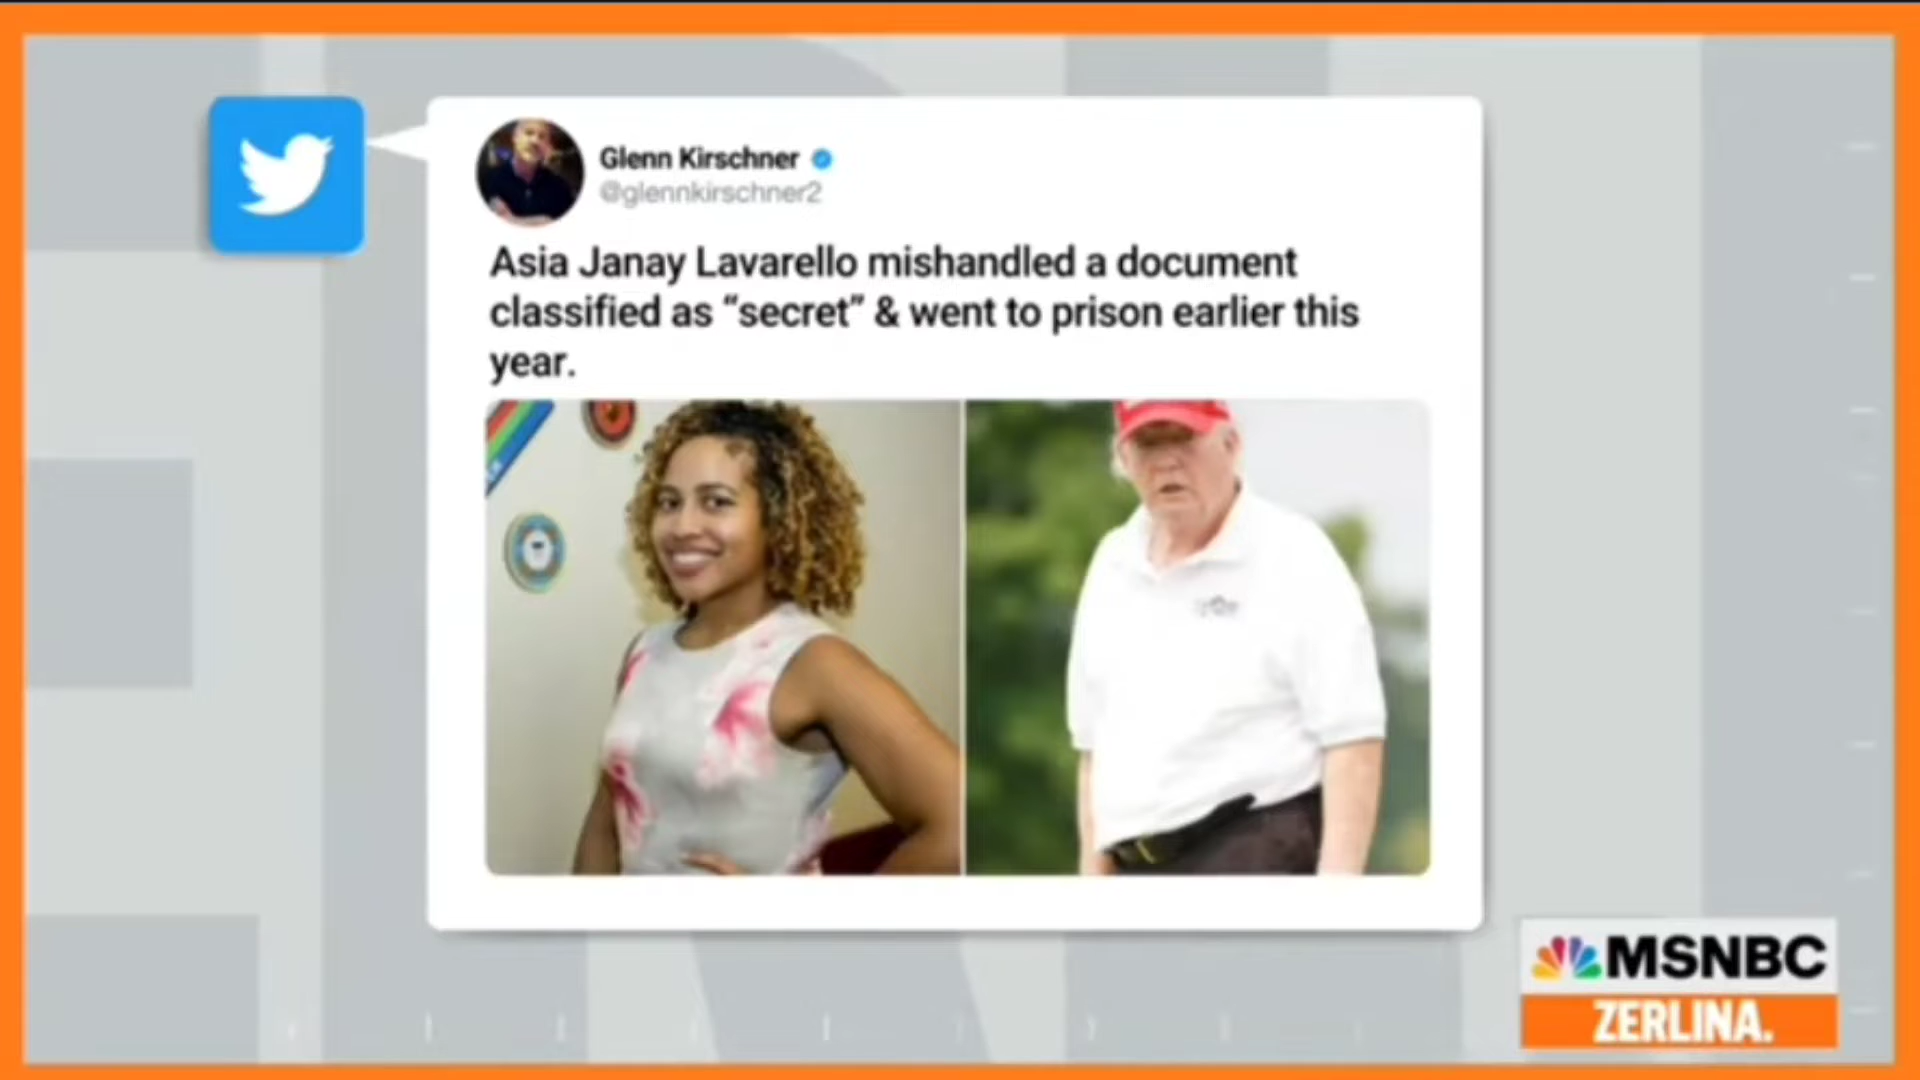 Glenn Kirschner
@glennkirschner2
Asia Janay Lavarello mishandled a document
classified as “secret” & went to prison earlier this
year.
MSNBC
ZERLINA.